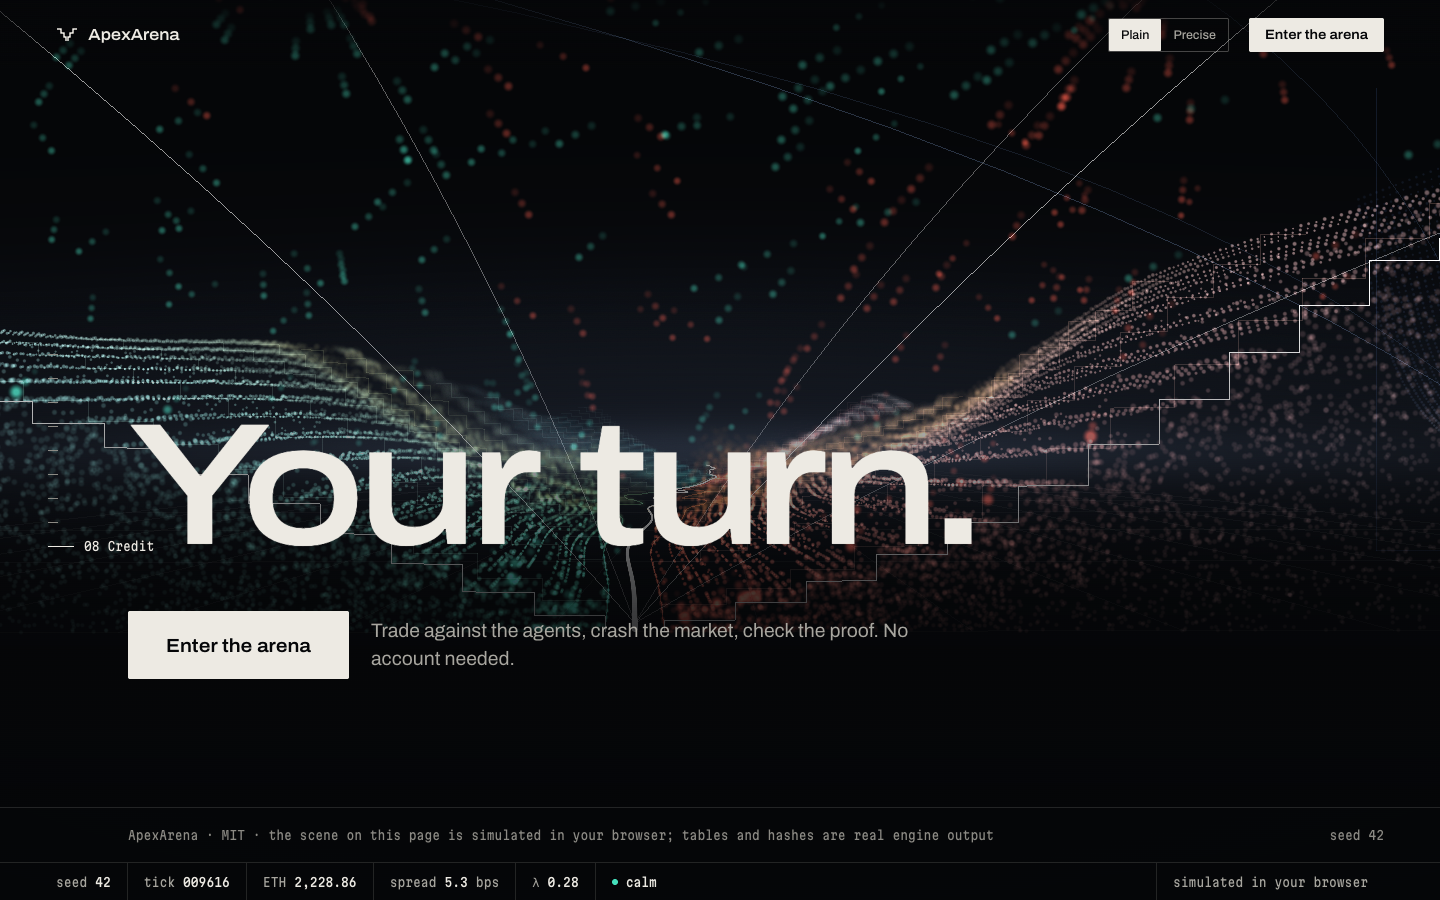 ApexArena
Plain Precise Enter the arena
Your turn.
08 Credit
Enter the arena
Trade against the agents, crash the market, check the proof. No
account needed.
ApexArena · MIT · the scene on this page is simulated in your browser; tables and hashes are real engine output
seed 42
seed 42 tick 009616 ETH 2,228.86 spread 5.3 bps λ 0.28 calm simulated in your browser